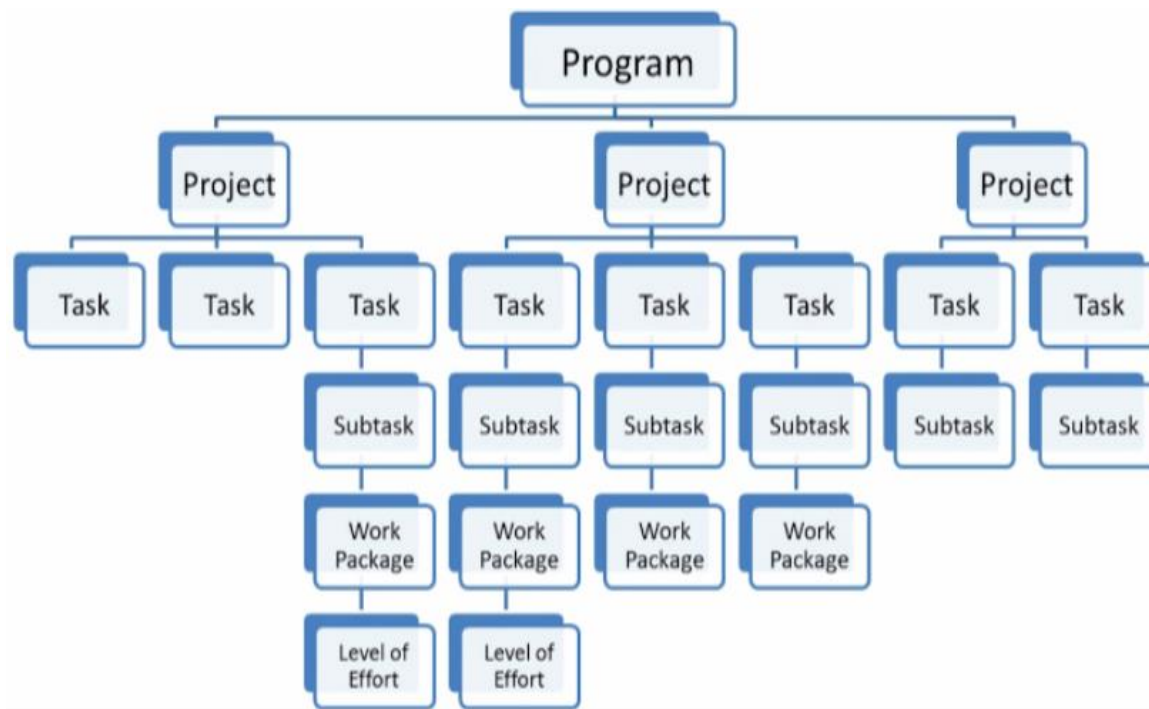 Program
Project
Project
Project
Task
Task
Task
Task
Task
Task
Task
Task
Subtask
Subtask
Subtask
Subtask
Subtask
Subtask
Work
Package
Work
Package
Work
Package
Work
Package
Level of
Effort
Level of
Effort